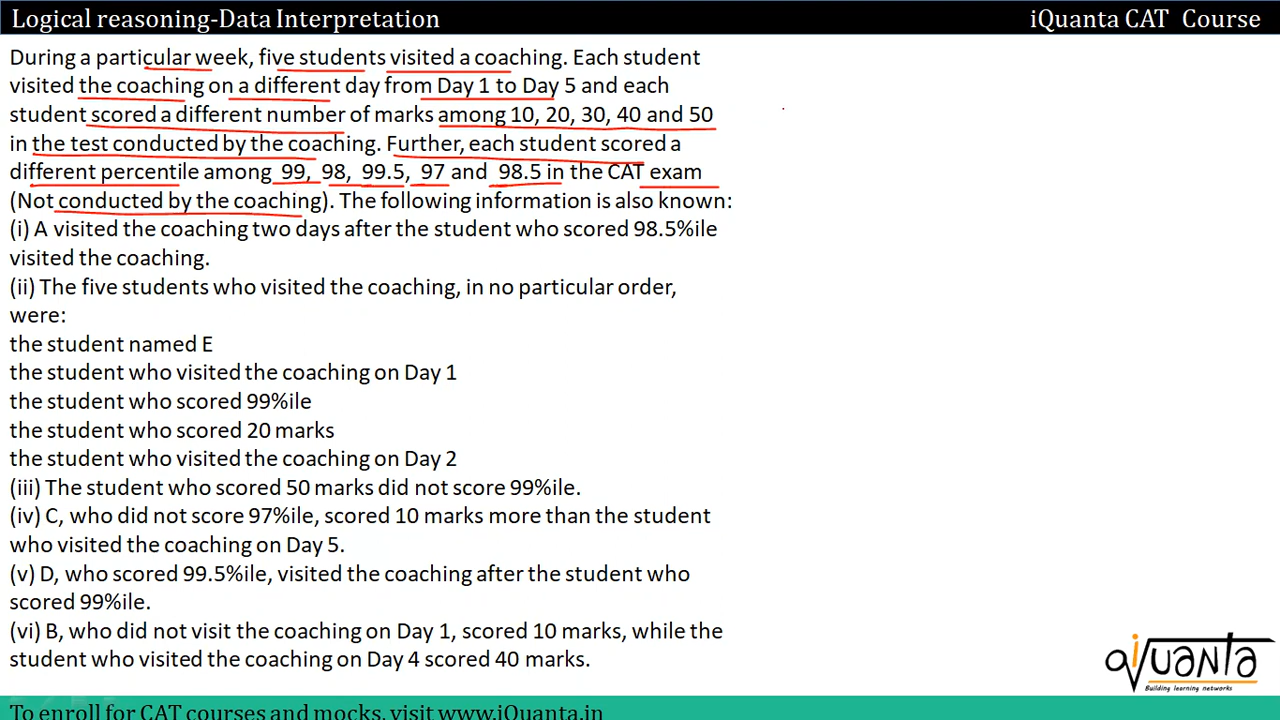 Logical reasoning-Data Interpretation
iQuanta CAT Course
During a particular week, five students visited a coaching. Each student
visited the coaching on a different day from Day 1 to Day 5 and each
student scored a different number of marks among 10, 20, 30, 40 and 50
in the test conducted by the coaching. Further, each student scored a
different percentile among 99, 98, 99.5, 97 and 98.5 in the CAT exam
(Not conducted by the coaching). The following information is also known:
(i) A visited the coaching two days after the student who scored 98.5%ile
visited the coaching.
(ii) The five students who visited the coaching, in no particular order,
were:
the student named E
the student who visited the coaching on Day 1
the student who scored 99%ile
the student who scored 20 marks
the student who visited the coaching on Day 2
(iii) The student who scored 50 marks did not score 99%ile.
(iv) C, who did not score 97%ile, scored 10 marks more than the student
who visited the coaching on Day 5.
(v) D, who scored 99.5%ile, visited the coaching after the student who
scored 99%ile.
(vi) B, who did not visit the coaching on Day 1, scored 10 marks, while the
student who visited the coaching on Day 4 scored 40 marks.
iQuanta
Building learning networks
To enroll for CAT courses and mocks, visit www.iQuanta.in